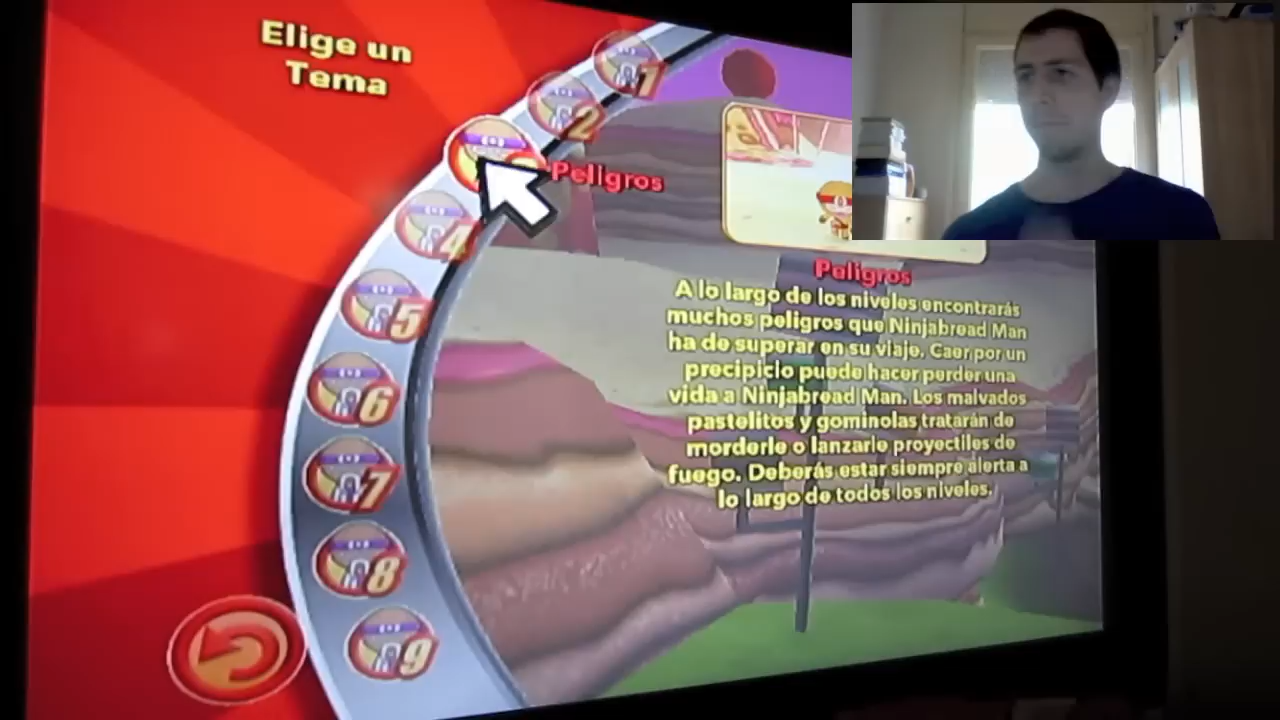 Elige un
Tema
1
2
Peligros
4
5
6
7
8
9
Peligros
A lo largo de los niveles encontrarás
muchos peligros que Ninjabread Man
ha de superar en su viaje. Caer por un
precipicio puede hacer perder una
vida a Ninjabread Man. Los malvados
pastelitos y gominolas tratarán de
morderle o lanzarle proyectiles de
fuego. Deberás estar siempre alerta a
lo largo de todos los niveles.